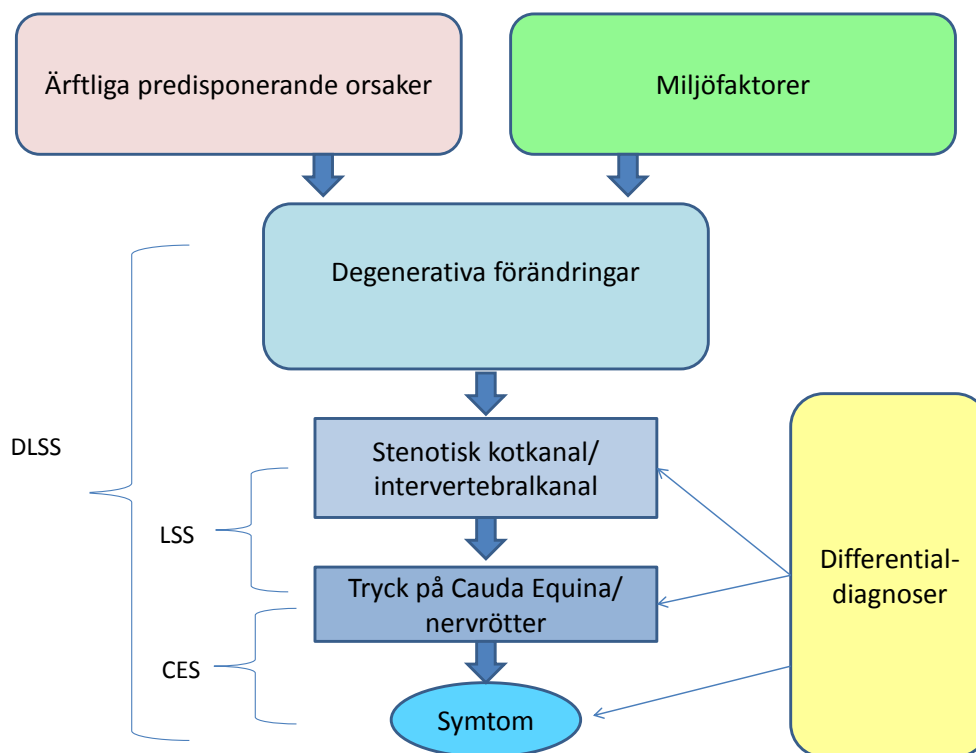 Ärftliga predisponerande orsaker
Miljöfaktorer
Degenerativa förändringar
DLSS
Stenotisk kotkanal/
intervertebralkanal
LSS
Tryck på Cauda Equina/
nervrötter
CES
Symtom
Differential-
diagnoser